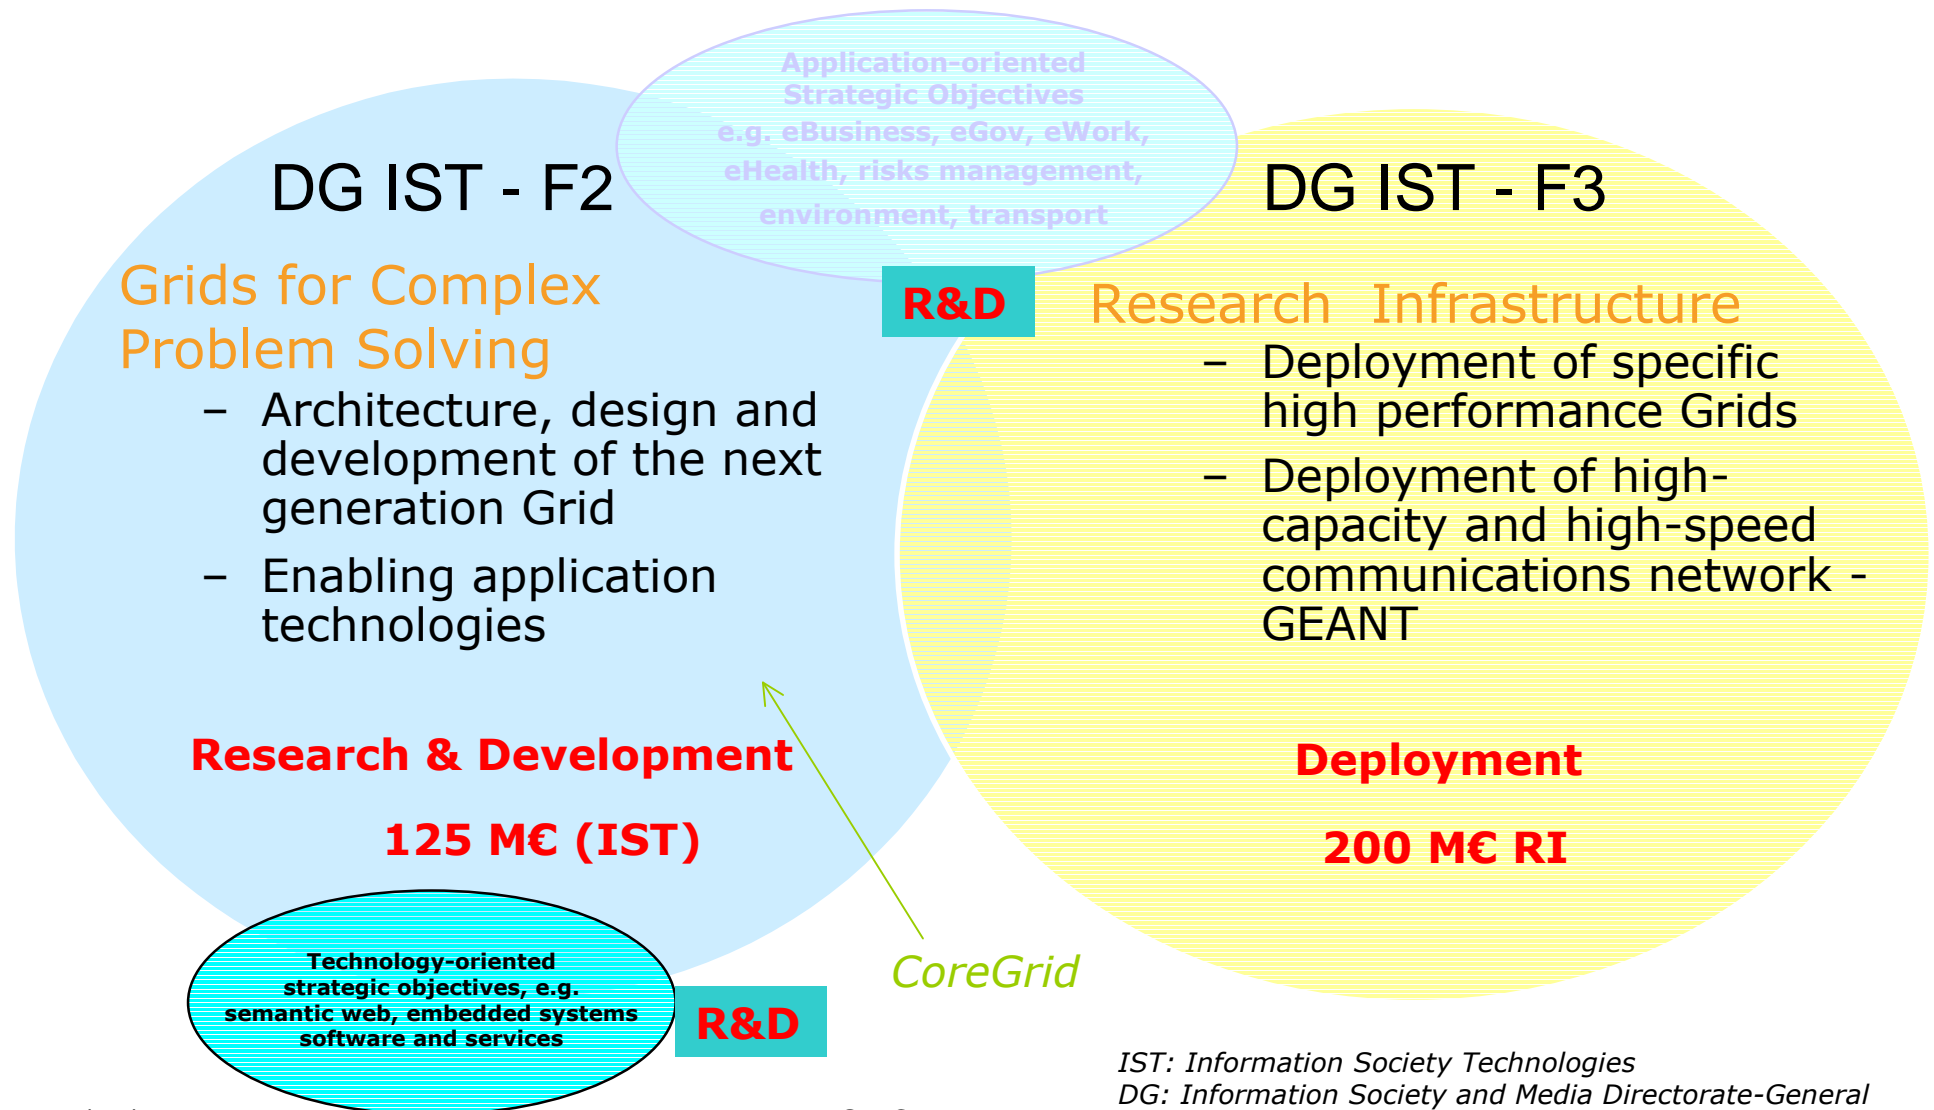 Application-oriented
Strategic Objectives
e.g. eBusiness, eGov, eWork,
eHealth, risks management,
environment, transport
DG IST - F2
Grids for Complex
Problem Solving
– Architecture, design and
development of the next
generation Grid
– Enabling application
technologies
Research & Development
125 M€ (IST)
R&D
DG IST - F3
Research Infrastructure
– Deployment of specific
high performance Grids
– Deployment of high-
capacity and high-speed
communications network -
GEANT
Deployment
200 M€ RI
CoreGrid
Technology-oriented
strategic objectives, e.g.
semantic web, embedded systems
software and services
R&D
IST: Information Society Technologies
DG: Information Society and Media Directorate-General